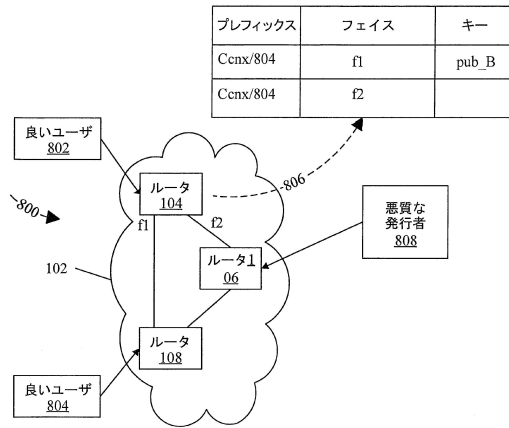 プレフィックス フェイス キー
Ccnx/804 f1 pub_B
Ccnx/804 f2
良いユーザ
802
806
800
ルータ
104
f1
f2
悪質な
発行者
808
ルータ1
06
102
ルータ
108
良いユーザ
804